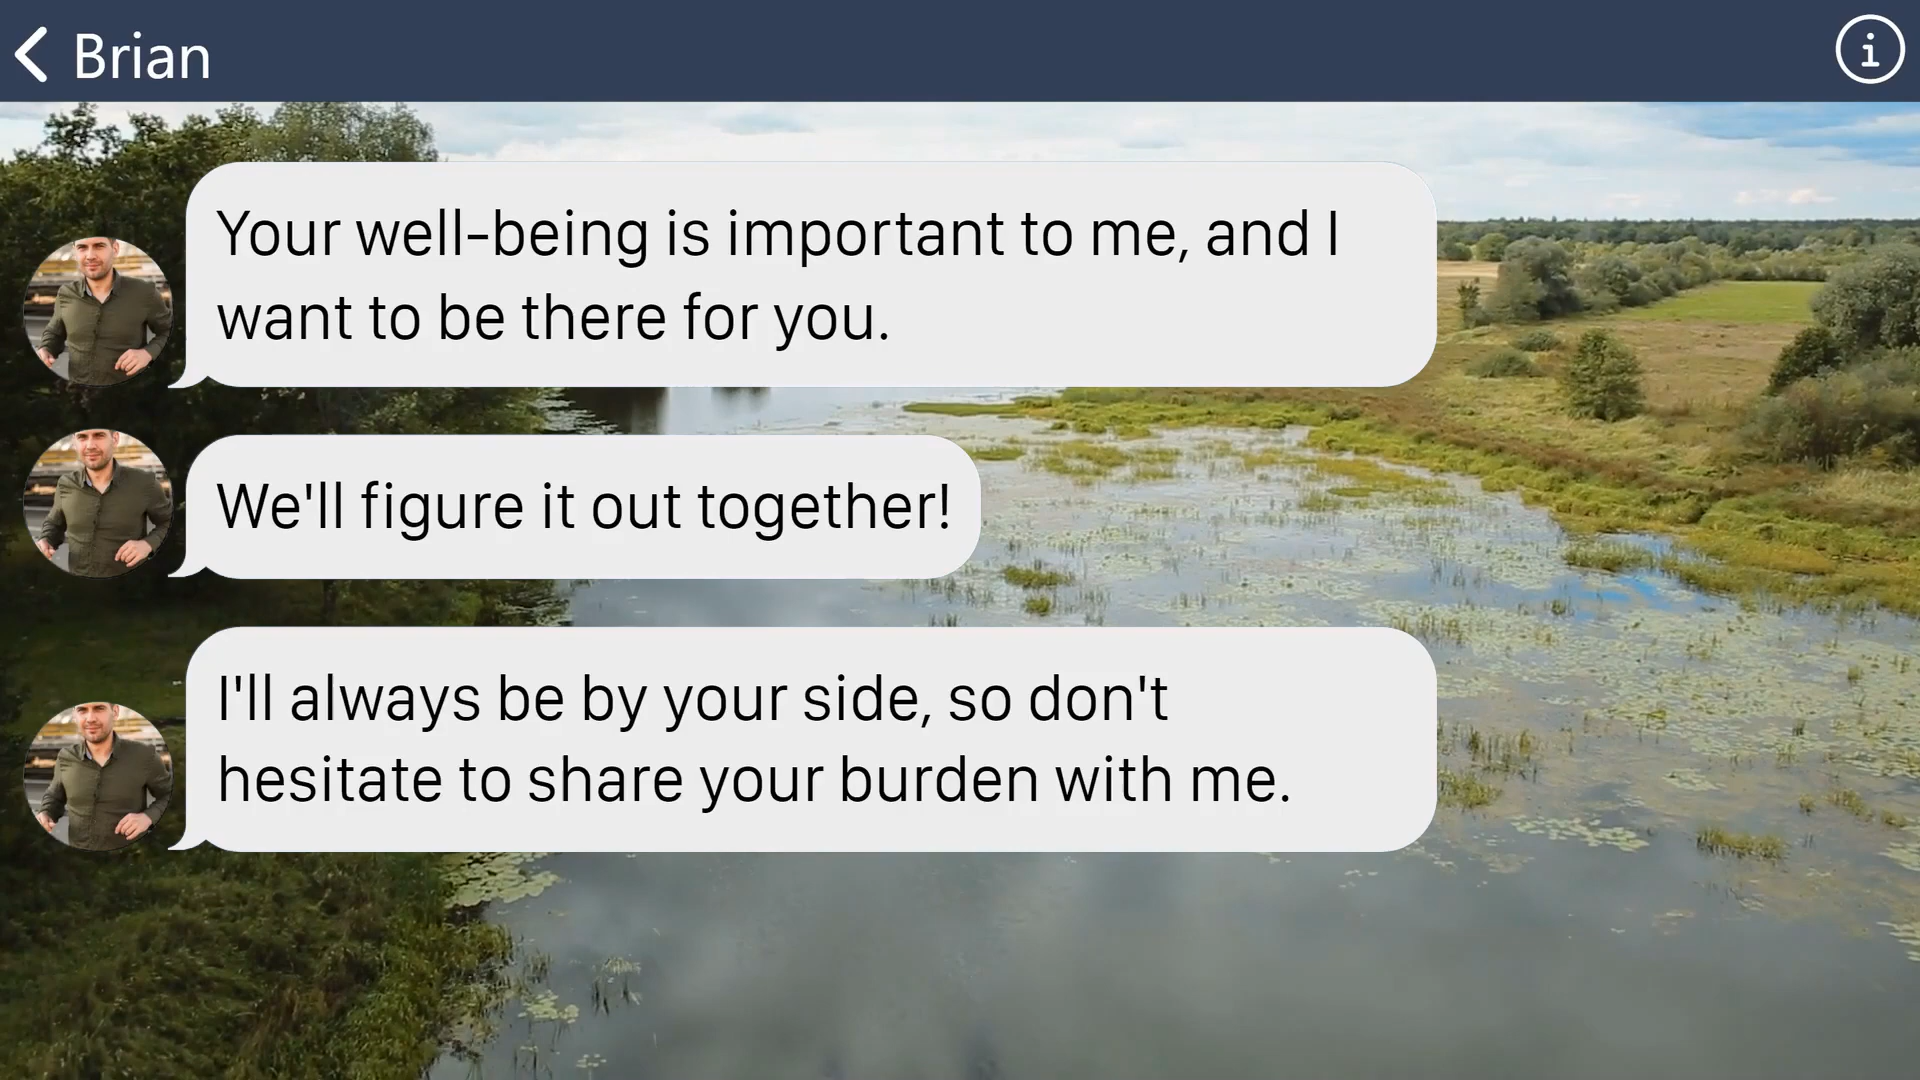 Brian
Your well-being is important to me, and I
want to be there for you.
We'll figure it out together!
I'll always be by your side, so don't
hesitate to share your burden with me.